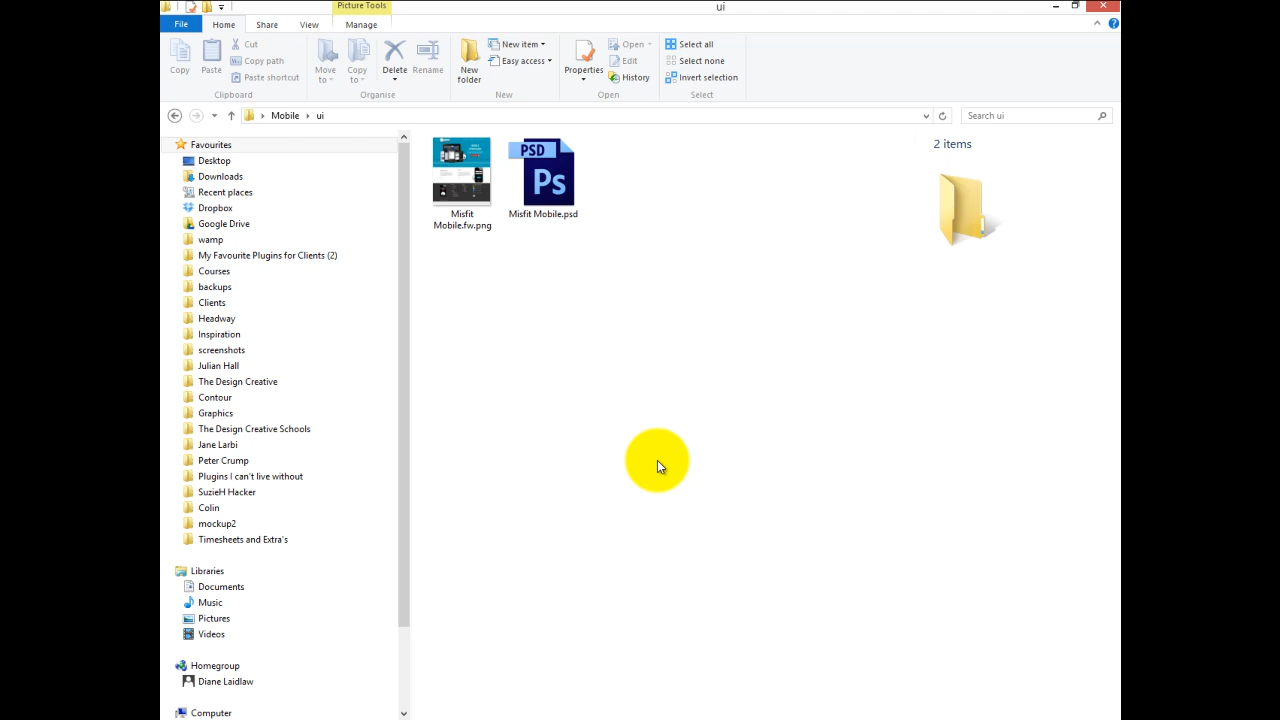 Picture Tools
ui
File
Home
Share
View
Manage
Copy
Paste
Cut
Copy path
Paste shortcut
Clipboard
Move to
Copy to
Delete
Rename
Organise
New folder
New item
Easy access
New
Properties
Open
Edit
History
Open
Select all
Select none
Invert selection
Select
Mobile
ui
Search ui
Favourites
Desktop
Downloads
Recent places
Dropbox
Google Drive
wamp
My Favourite Plugins for Clients (2)
Courses
backups
Clients
Headway
Inspiration
screenshots
Julian Hall
The Design Creative
Contour
Graphics
The Design Creative Schools
Jane Larbi
Peter Crump
Plugins I can't live without
SuzieH Hacker
Colin
mockup2
Timesheets and Extra's
Libraries
Documents
Music
Pictures
Videos
Homegroup
Diane Laidlaw
Computer
Misfit
Mobile.fw.png
PSD
Ps
Misfit Mobile.psd
2 items